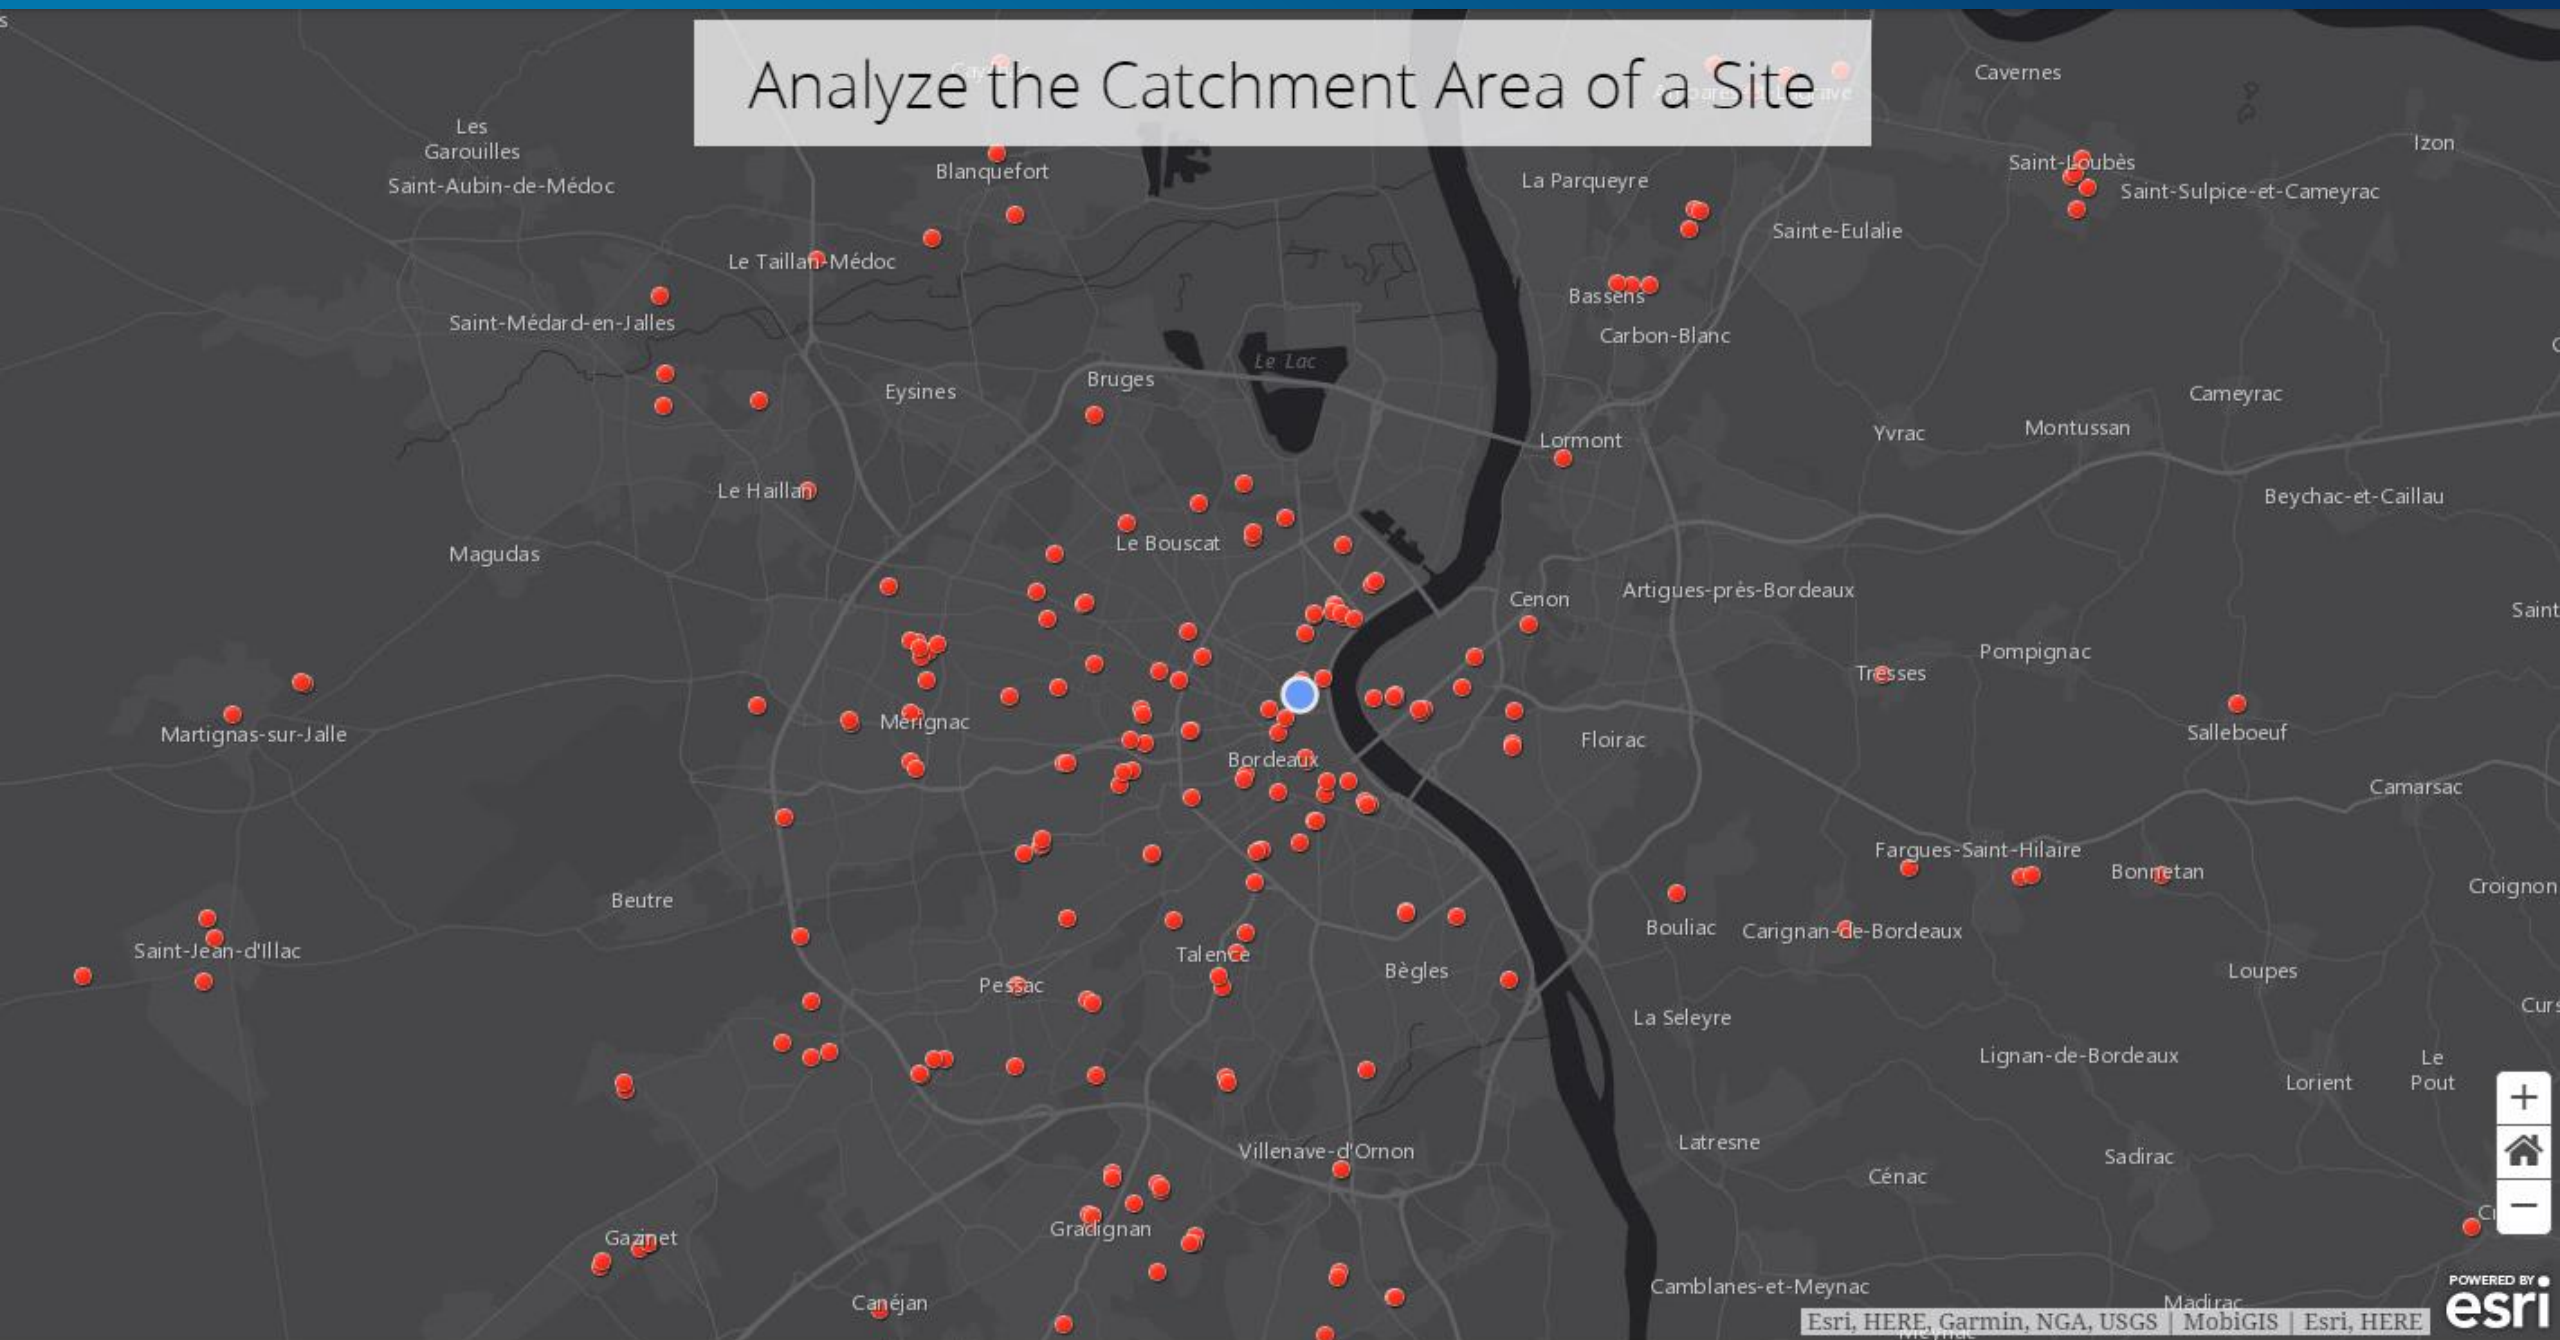 Analyze the Catchment Area of a Site
Cavernes
Les
Garouilles
Izon
Saint-Loubès
Blanquefort
La Parqueyre
Saint-Aubin-de-Médoc
Saint-Sulpice-et-Cameyrac
Sainte-Eulalie
Le Taillan-Médoc
Bassens
Saint-Médard-en-Jalles
Carbon-Blanc
Le Lac
Bruges
Eysines
Cameyrac
Montussan
Yvrac
Lormont
Le Haillan
Beychac-et-Caillau
Le Bouscat
Magudas
Artigues-près-Bordeaux
Cenon
Saint
Pompignac
Tresses
Mérignac
Martignas-sur-Jalle
Salleboeuf
Floirac
Bordeaux
Camarsac
Fargues-Saint-Hilaire
Bonnetan
Croignon
Beutre
Bouliac
Carignan-de-Bordeaux
Saint-Jean-d'Illac
Talence
Bègles
Loupes
Pessac
Curs
La Seleyre
Lignan-de-Bordeaux
Le
Pout
Lorient
+
Latresne
Villenave-d'Ornon
Sadirac
Cénac
−
Gradignan
Gazinet
Camblanes-et-Meynac
POWERED BY
esri
Canéjan
Madirac
Esri, HERE, Garmin, NGA, USGS | MobiGIS | Esri, HERE